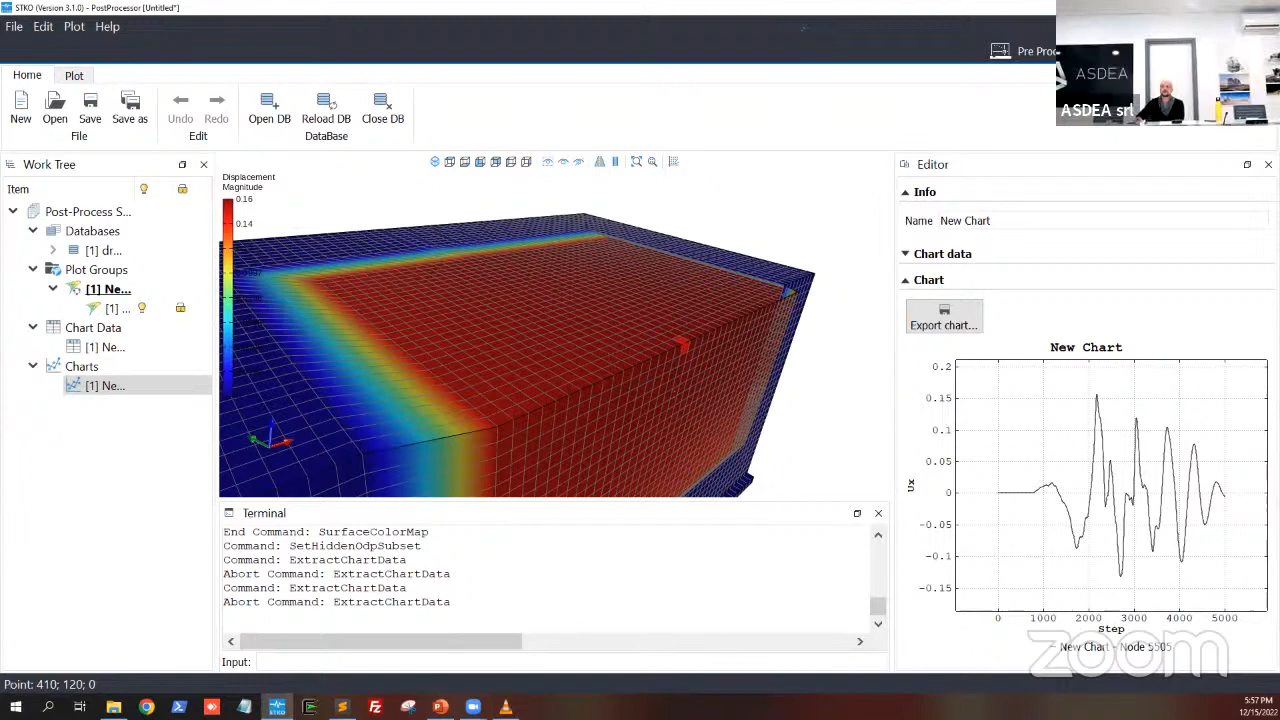 STKO (Version 3.1.0) - PostProcessor [Untitled*]
File Edit Plot Help
Pre Proc
ASDEA
ASDEA srl
Home Plot
New Open Save Save as Undo Redo Open DB Reload DB Close DB
File Edit DataBase
Work Tree
Item
Post-Process S...
Databases
[1] dr...
Plot Groups
[1] Ne...
[1] ...
Chart Data
[1] Ne...
Charts
[1] Ne...
Displacement
Magnitude
0.16
0.14
Terminal
End Command: SurfaceColorMap
Command: SetHiddenOdpSubset
Command: ExtractChartData
Abort Command: ExtractChartData
Command: ExtractChartData
Abort Command: ExtractChartData
Input:
Editor
Info
Name New Chart
Chart data
Chart
Export chart...
New Chart
0.2
0.15
0.1
0.05
0
-0.05
-0.1
-0.15
Ux
0 1000 2000 3000 4000 5000
Step
New Chart - Node 5505
zoom
Point: 410; 120; 0
STKO
5:57 PM
12/15/2022